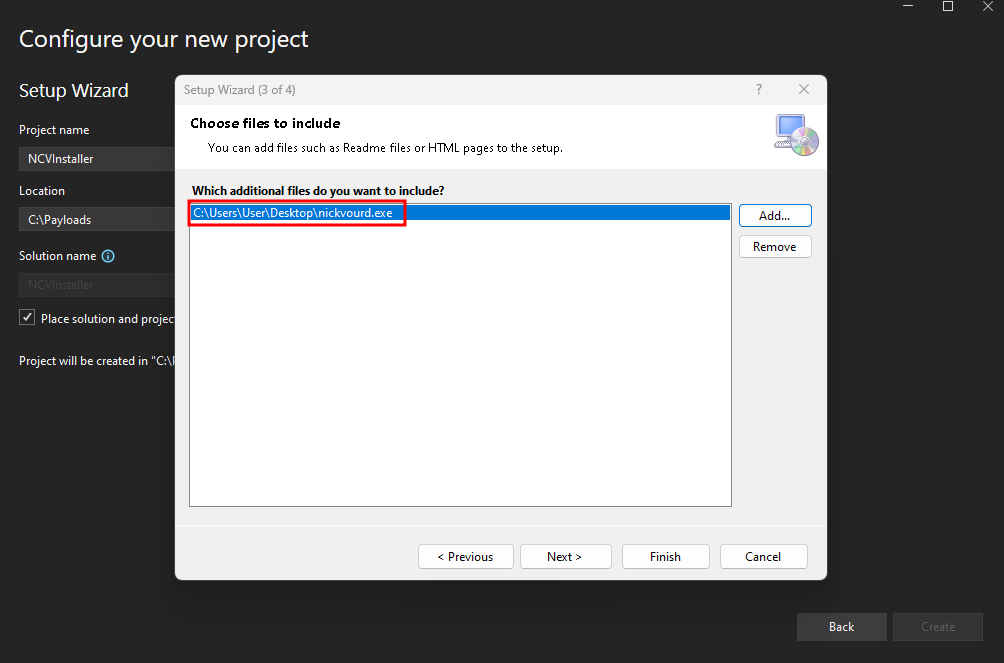 Configure your new project
Setup Wizard
Project name
NCVInstaller
Location
C:\Payloads
Solution name
NCVInstaller
Place solution and projec
Project will be created in "C:\
Setup Wizard (3 of 4)
?
Choose files to include
You can add files such as Readme files or HTML pages to the setup.
Which additional files do you want to include?
C:\Users\User\Desktop\nickvourd.exe
Add...
Remove
< Previous
Next >
Finish
Cancel
Back
Create